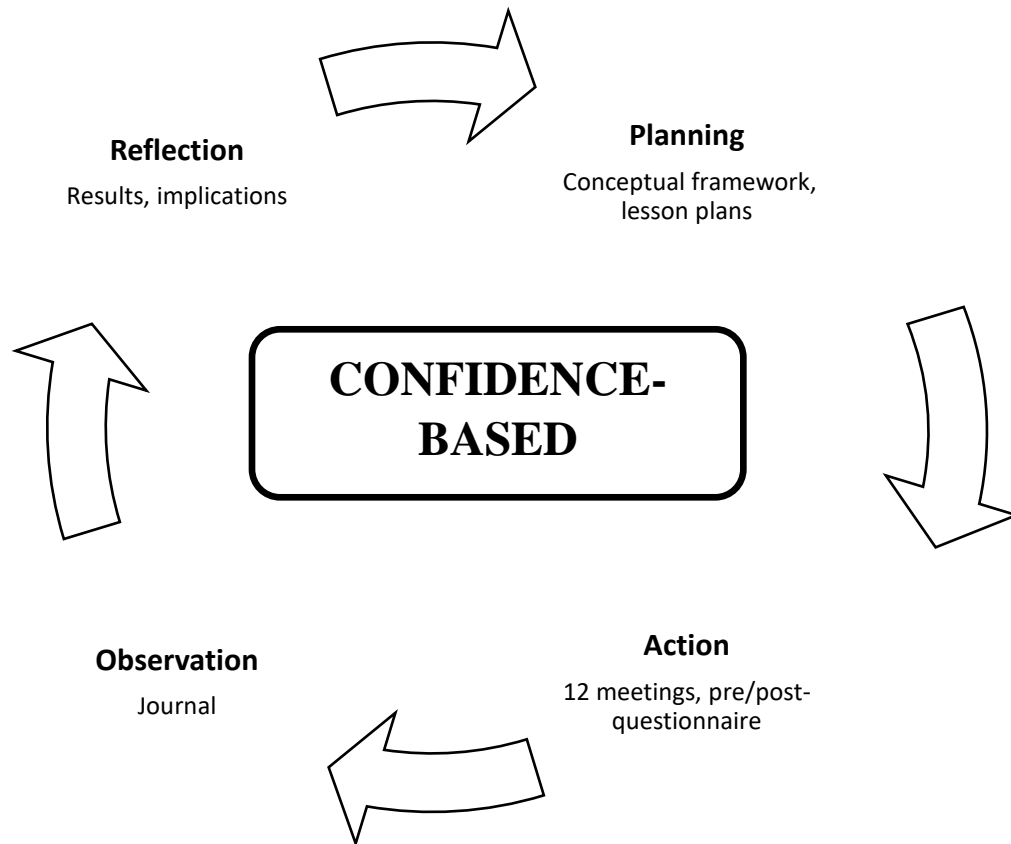 Reflection
Results, implications
Planning
Conceptual framework,
lesson plans
CONFIDENCE-
BASED
Observation
Journal
Action
12 meetings, pre/post-
questionnaire